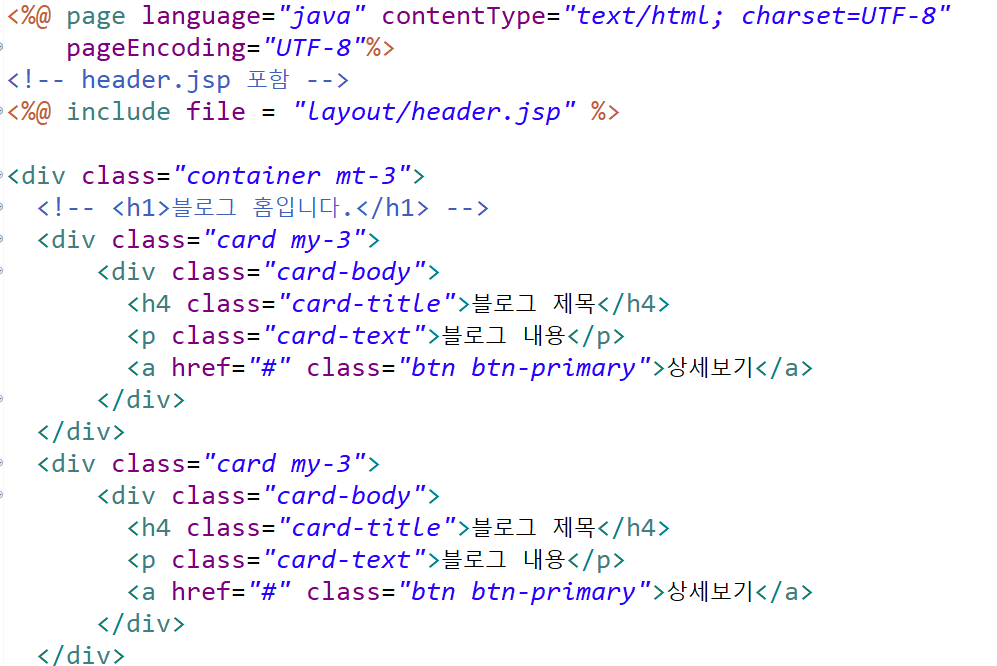 <%@ page language="java" contentType="text/html; charset=UTF-8"
    pageEncoding="UTF-8"%>
<!-- header.jsp 포함 -->
<%@ include file = "layout/header.jsp" %>

<div class="container mt-3">
  <!-- <h1>블로그 홈입니다.</h1> -->
  <div class="card my-3">
      <div class="card-body">
        <h4 class="card-title">블로그 제목</h4>
        <p class="card-text">블로그 내용</p>
        <a href="#" class="btn btn-primary">상세보기</a>
      </div>
  </div>
  <div class="card my-3">
      <div class="card-body">
        <h4 class="card-title">블로그 제목</h4>
        <p class="card-text">블로그 내용</p>
        <a href="#" class="btn btn-primary">상세보기</a>
      </div>
  </div>